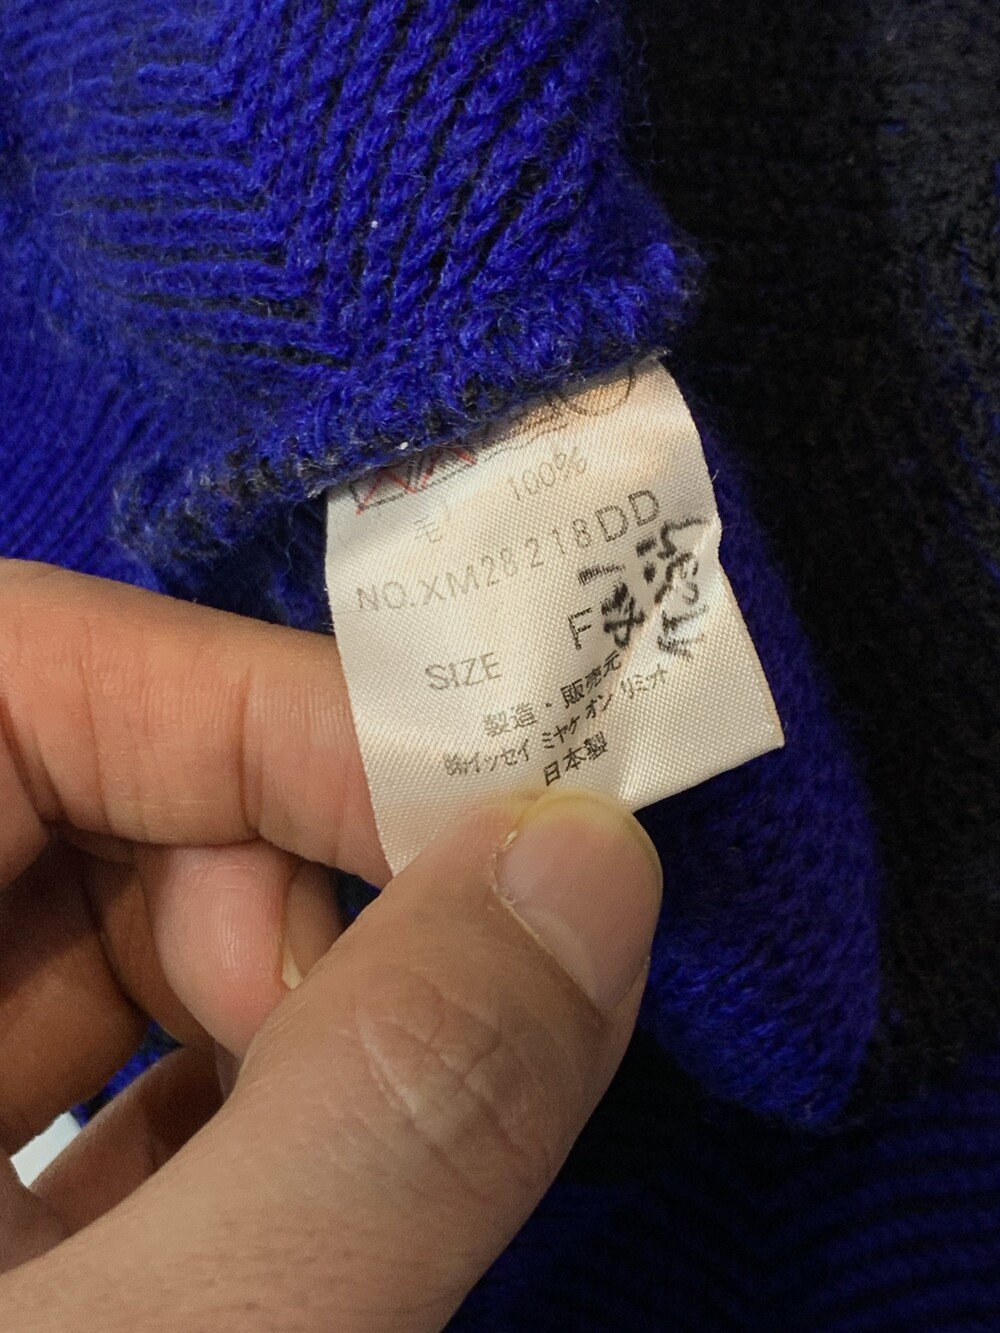 毛 100%
NO.XM28218DD
SIZE F
製造・販売元
㈱イッセイ ミヤケ オン リミット
日本製